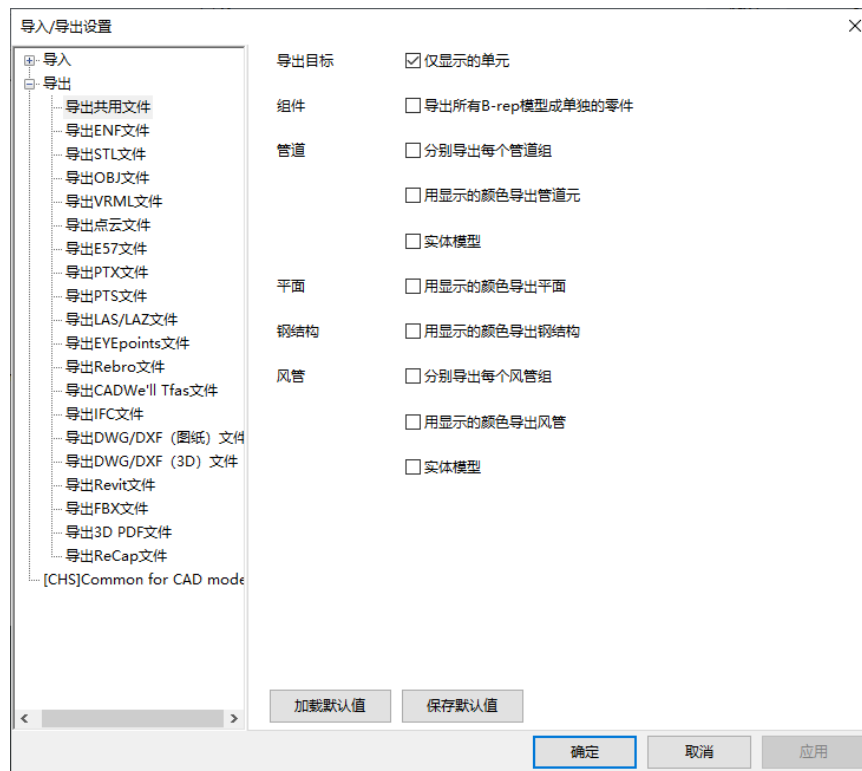 导入/导出设置
导入
导出
导出共用文件
导出ENF文件
导出STL文件
导出OBJ文件
导出VRML文件
导出点云文件
导出E57文件
导出PTX文件
导出PTS文件
导出LAS/LAZ文件
导出EYEpoints文件
导出Rebro文件
导出CADWe'll Tfas文件
导出IFC文件
导出DWG/DXF（图纸）文件
导出DWG/DXF（3D）文件
导出Revit文件
导出FBX文件
导出3D PDF文件
导出ReCap文件
[CHS]Common for CAD mode
导出目标 仅显示的单元
组件 导出所有B-rep模型成单独的零件
管道 分别导出每个管道组
用显示的颜色导出管道元
实体模型
平面 用显示的颜色导出平面
钢结构 用显示的颜色导出钢结构
风管 分别导出每个风管组
用显示的颜色导出风管
实体模型
加载默认值 保存默认值
确定 取消 应用